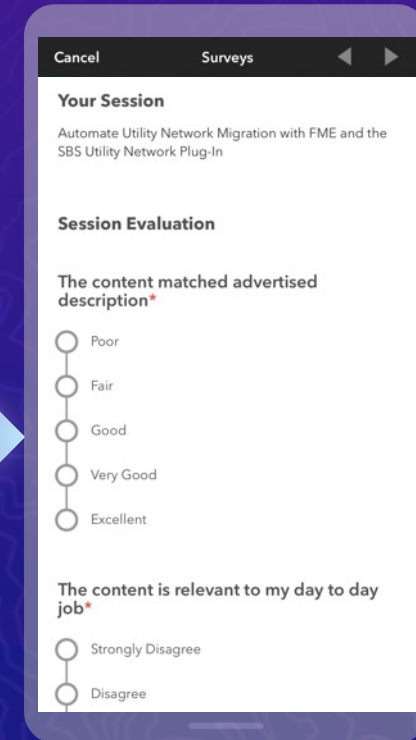 Cancel Surveys
Your Session
Automate Utility Network Migration with FME and the
SBS Utility Network Plug-In
Session Evaluation
The content matched advertised
description*
Poor
Fair
Good
Very Good
Excellent
The content is relevant to my day to day
job*
Strongly Disagree
Disagree